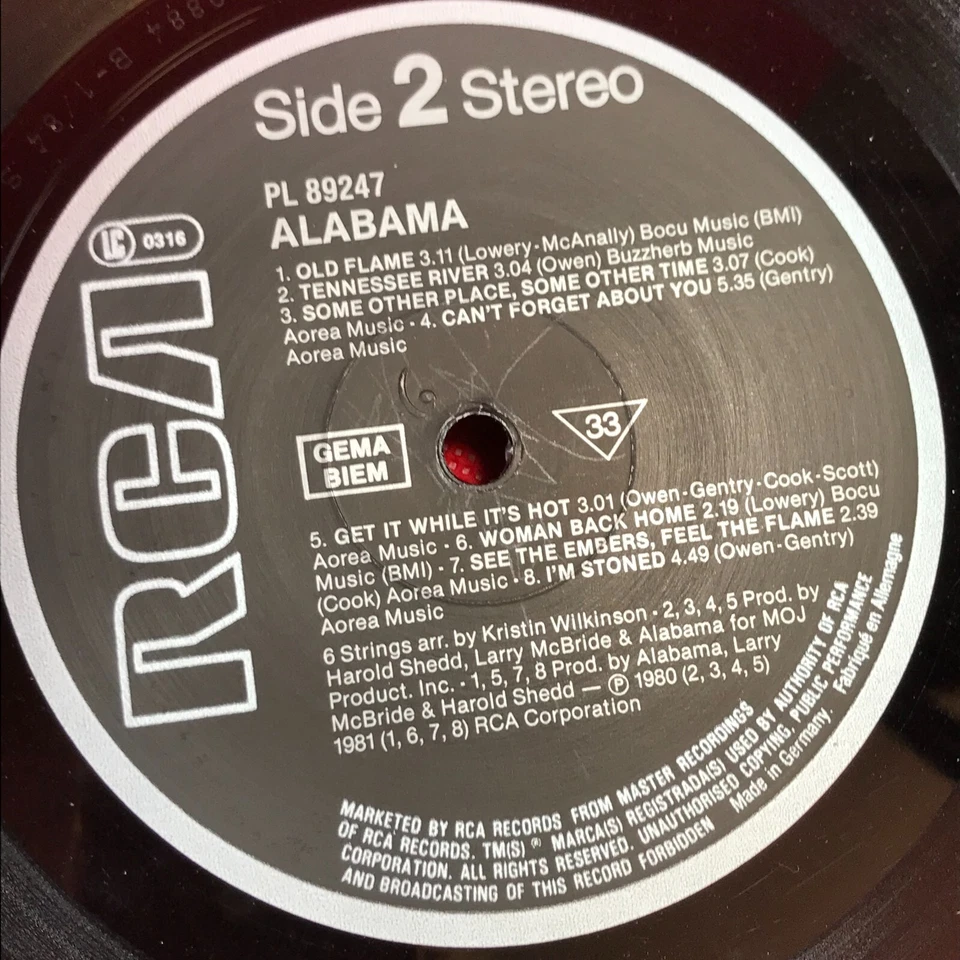 Side 2 Stereo
PL 89247
ALABAMA
LC 0316
1. OLD FLAME 3.11 (Lowery-McAnally) Bocu Music (BMI)
2. TENNESSEE RIVER 3.04 (Owen) Buzzherb Music
3. SOME OTHER PLACE, SOME OTHER TIME 3.07 (Cook)
Aorea Music · 4. CAN'T FORGET ABOUT YOU 5.35 (Gentry)
Aorea Music
RCA
GEMA
BIEM
33
5. GET IT WHILE IT'S HOT 3.01 (Owen-Gentry-Cook-Scott)
Aorea Music · 6. WOMAN BACK HOME 2.19 (Lowery) Bocu
Music (BMI) · 7. SEE THE EMBERS, FEEL THE FLAME 2.39
(Cook) Aorea Music · 8. I'M STONED 4.49 (Owen-Gentry)
Aorea Music
6 Strings arr. by Kristin Wilkinson · 2, 3, 4, 5 Prod. by
Harold Shedd, Larry McBride & Alabama for MOJ
Product. Inc. · 1, 5, 7, 8 Prod. by Alabama, Larry
McBride & Harold Shedd — ℗ 1980 (2, 3, 4, 5)
1981 (1, 6, 7, 8) RCA Corporation
MARKETED BY RCA RECORDS FROM MASTER RECORDINGS
OF RCA RECORDS. TM(S) ® MARCA(S) REGISTRADA(S) USED BY AUTHORITY OF RCA
CORPORATION. ALL RIGHTS RESERVED. UNAUTHORISED COPYING, PUBLIC PERFORMANCE
AND BROADCASTING OF THIS RECORD FORBIDDEN Made in Germany. Fabriqué en Allemagne